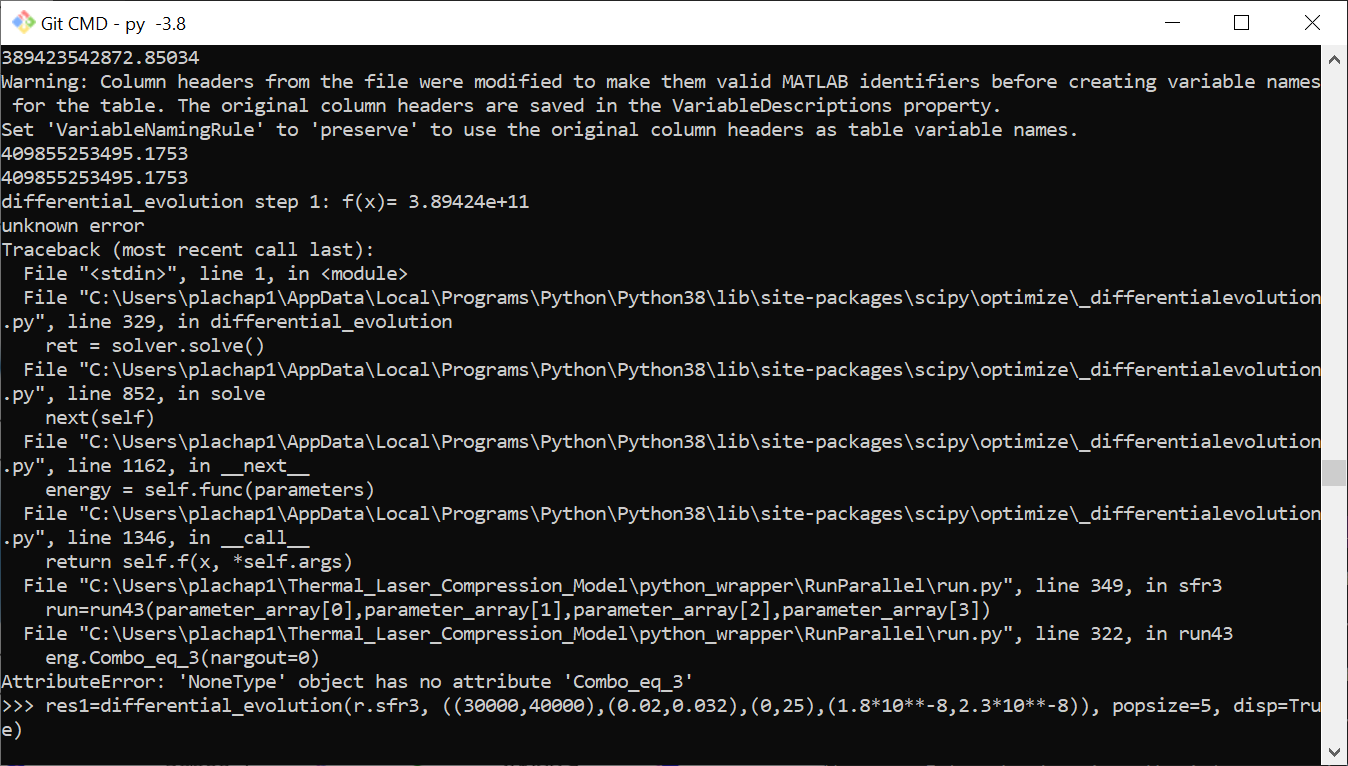 Git CMD - py  -3.8
389423542872.85034
Warning: Column headers from the file were modified to make them valid MATLAB identifiers before creating variable names
 for the table. The original column headers are saved in the VariableDescriptions property.
Set 'VariableNamingRule' to 'preserve' to use the original column headers as table variable names.
409855253495.1753
409855253495.1753
differential_evolution step 1: f(x)= 3.89424e+11
unknown error
Traceback (most recent call last):
  File "<stdin>", line 1, in <module>
  File "C:\Users\plachap1\AppData\Local\Programs\Python\Python38\lib\site-packages\scipy\optimize\_differentialevolution
.py", line 329, in differential_evolution
    ret = solver.solve()
  File "C:\Users\plachap1\AppData\Local\Programs\Python\Python38\lib\site-packages\scipy\optimize\_differentialevolution
.py", line 852, in solve
    next(self)
  File "C:\Users\plachap1\AppData\Local\Programs\Python\Python38\lib\site-packages\scipy\optimize\_differentialevolution
.py", line 1162, in __next__
    energy = self.func(parameters)
  File "C:\Users\plachap1\AppData\Local\Programs\Python\Python38\lib\site-packages\scipy\optimize\_differentialevolution
.py", line 1346, in __call__
    return self.f(x, *self.args)
  File "C:\Users\plachap1\Thermal_Laser_Compression_Model\python_wrapper\RunParallel\run.py", line 349, in sfr3
    run=run43(parameter_array[0],parameter_array[1],parameter_array[2],parameter_array[3])
  File "C:\Users\plachap1\Thermal_Laser_Compression_Model\python_wrapper\RunParallel\run.py", line 322, in run43
    eng.Combo_eq_3(nargout=0)
AttributeError: 'NoneType' object has no attribute 'Combo_eq_3'
>>> res1=differential_evolution(r.sfr3, ((30000,40000),(0.02,0.032),(0,25),(1.8*10**-8,2.3*10**-8)), popsize=5, disp=Tru
e)